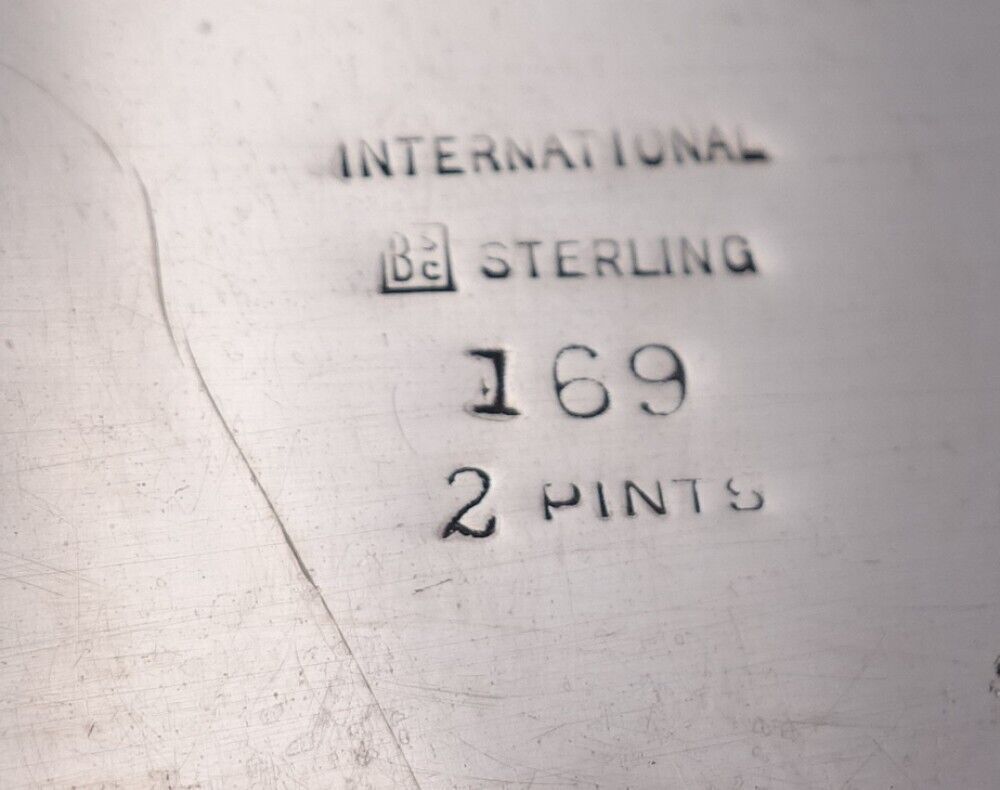 INTERNATIONAL
STERLING
169
2 PINTS